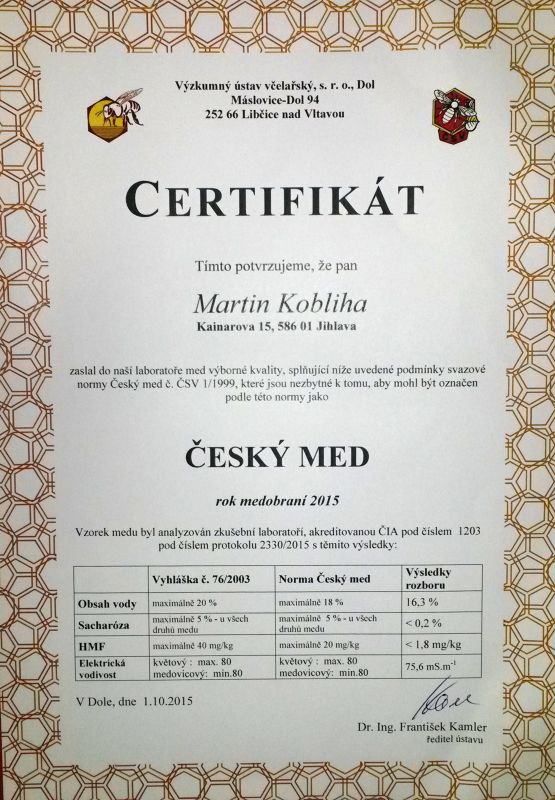 Výzkumný ústav včelařský, s. r. o., Dol
Máslovice-Dol 94
252 66 Libčice nad Vltavou
ČSV
CERTIFIKÁT
Tímto potvrzujeme, že pan
Martin Kobliha
Kainarova 15, 586 01 Jihlava
zaslal do naší laboratoře med výborné kvality, splňující níže uvedené podmínky svazové
normy Český med č. ČSV 1/1999, které jsou nezbytné k tomu, aby mohl být označen
podle této normy jako
ČESKÝ MED
rok medobraní 2015
Vzorek medu byl analyzován zkušební laboratoří, akreditovanou ČIA pod číslem 1203
pod číslem protokolu 2330/2015 s těmito výsledky:
Vyhláška č. 76/2003 Norma Český med Výsledky
rozboru
Obsah vody maximálně 20 % maximálně 18 % 16,3 %
Sacharóza maximálně 5 % - u všech
druhů medu maximálně 5 % - u všech
druhů medu < 0,2 %
HMF maximálně 40 mg/kg maximálně 20 mg/kg < 1,8 mg/kg
Elektrická
vodivost květový : max. 80
medovicový: min.80 květový : max. 80
medovicový: min.80 75,6 mS.m-1
V Dole, dne 1.10.2015
Dr. Ing. František Kamler
ředitel ústavu